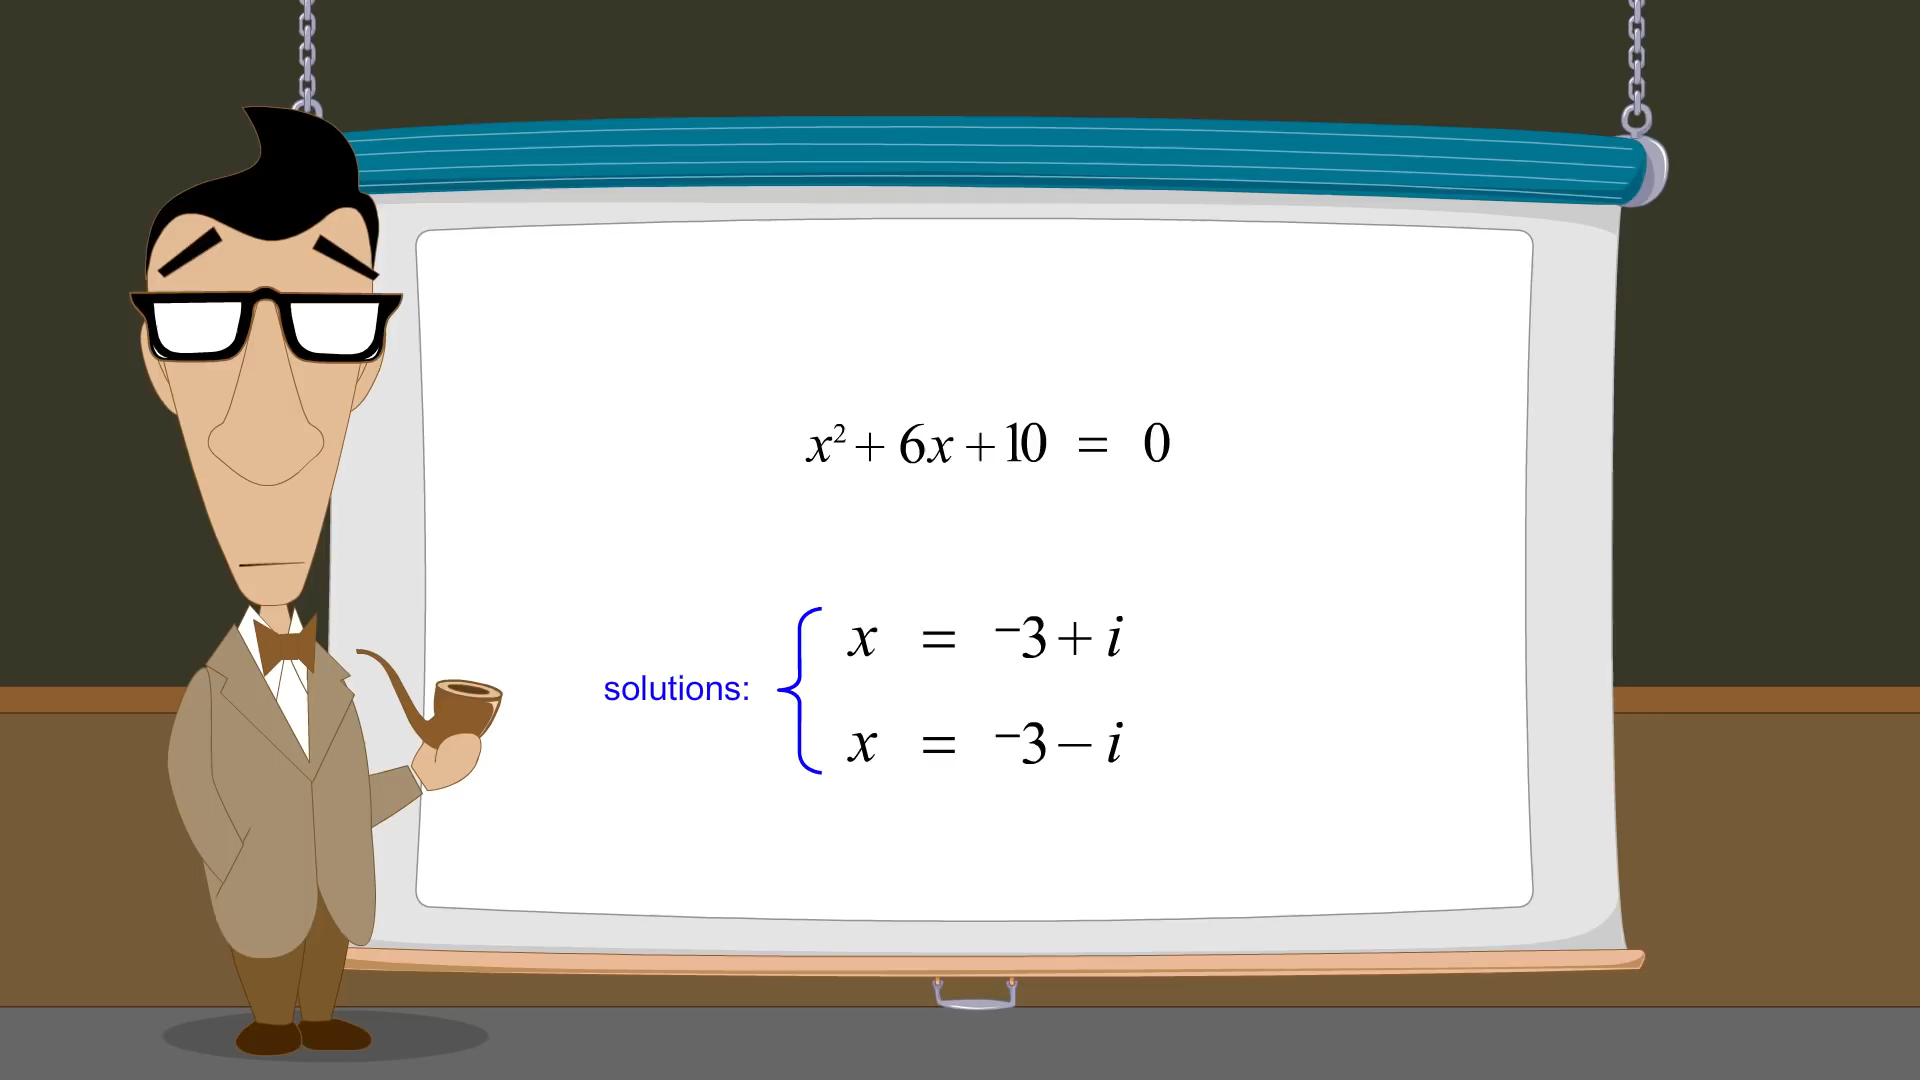 x² + 6x + 10 = 0
x = ⁻3 + i
solutions:
x = ⁻3 − i